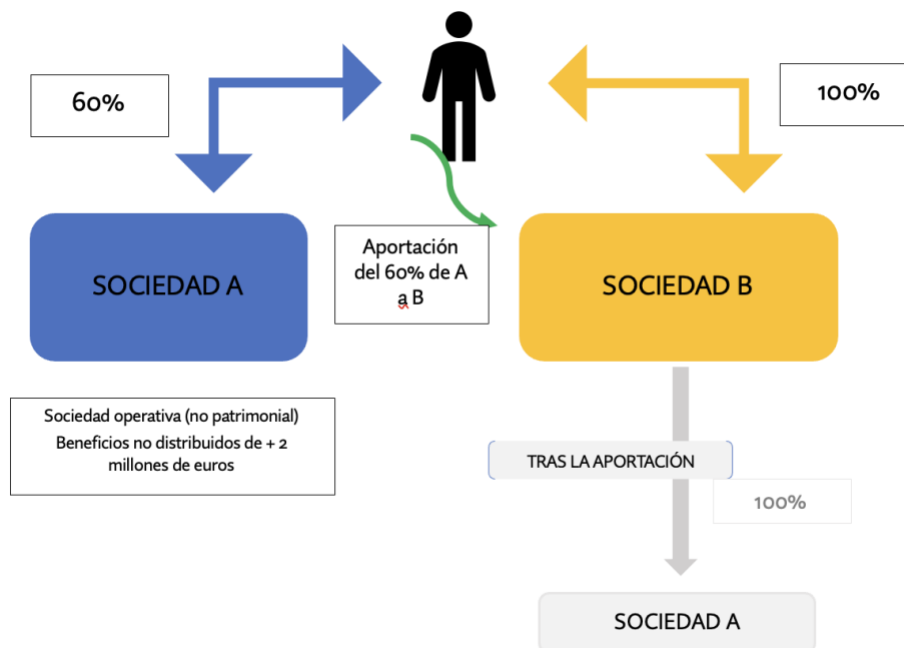 60%
100%
SOCIEDAD A
Aportación
del 60% de A
a B
SOCIEDAD B
Sociedad operativa (no patrimonial)
Beneficios no distribuidos de + 2
millones de euros
TRAS LA APORTACIÓN
100%
SOCIEDAD A